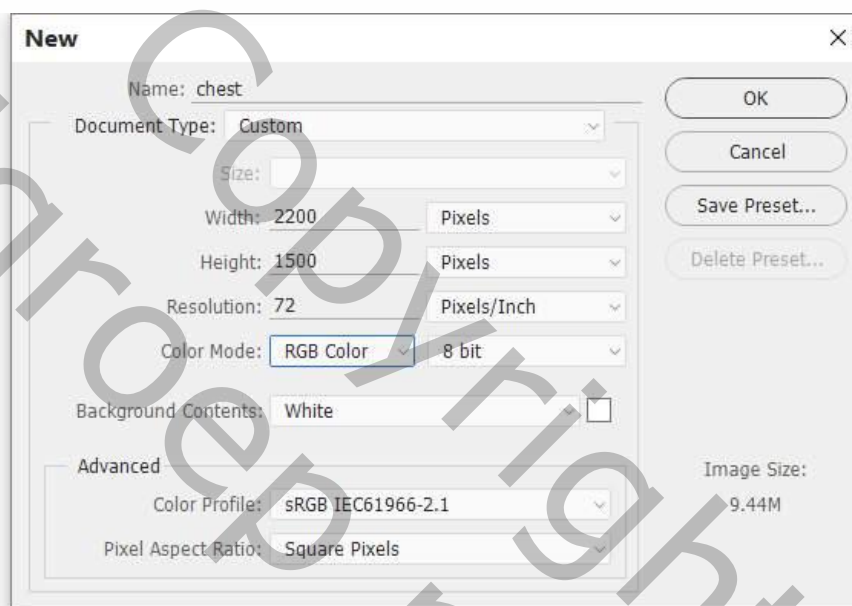 New
Name: chest
OK
Document Type: Custom
Cancel
Size:
Width: 2200 Pixels
Save Preset...
Height: 1500 Pixels
Delete Preset...
Resolution: 72 Pixels/Inch
Color Mode: RGB Color 8 bit
Background Contents: White
Advanced
Image Size:
Color Profile: sRGB IEC61966-2.1
9.44M
Pixel Aspect Ratio: Square Pixels
Copyright